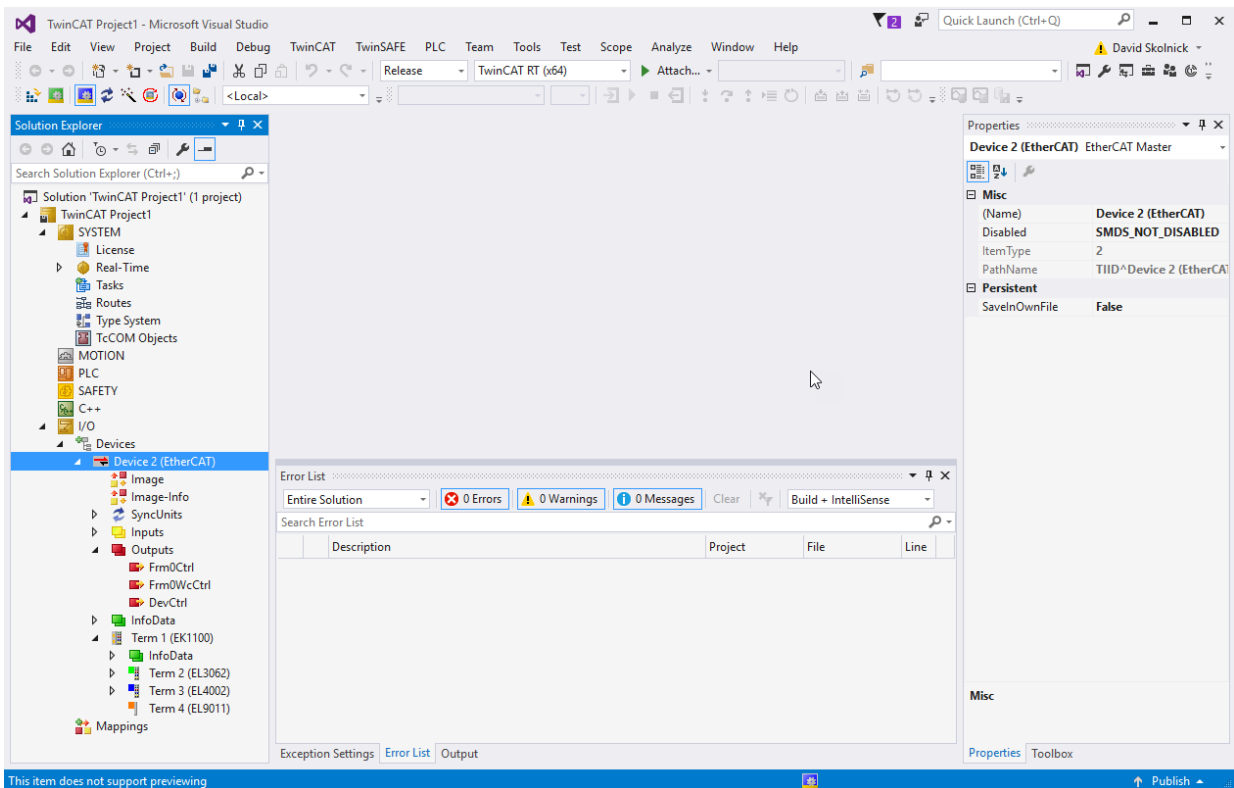 TwinCAT Project1 - Microsoft Visual Studio
2
Quick Launch (Ctrl+Q)
File Edit View Project Build Debug TwinCAT TwinSAFE PLC Team Tools Test Scope Analyze Window Help
David Skolnick
Release
TwinCAT RT (x64)
Attach...
<Local>
Solution Explorer
Search Solution Explorer (Ctrl+;)
Solution 'TwinCAT Project1' (1 project)
TwinCAT Project1
SYSTEM
License
Real-Time
Tasks
Routes
Type System
TcCOM Objects
MOTION
PLC
SAFETY
C++
I/O
Devices
Device 2 (EtherCAT)
Image
Image-Info
SyncUnits
Inputs
Outputs
Frm0Ctrl
Frm0WcCtrl
DevCtrl
InfoData
Term 1 (EK1100)
InfoData
Term 2 (EL3062)
Term 3 (EL4002)
Term 4 (EL9011)
Mappings
Error List
Entire Solution
0 Errors
0 Warnings
0 Messages
Clear
Build + IntelliSense
Search Error List
Description Project File Line
Exception Settings Error List Output
Properties
Device 2 (EtherCAT) EtherCAT Master
Misc
(Name) Device 2 (EtherCAT)
Disabled SMDS_NOT_DISABLED
ItemType 2
PathName TIID^Device 2 (EtherCAT
Persistent
SaveInOwnFile False
Misc
Properties Toolbox
This item does not support previewing
Publish